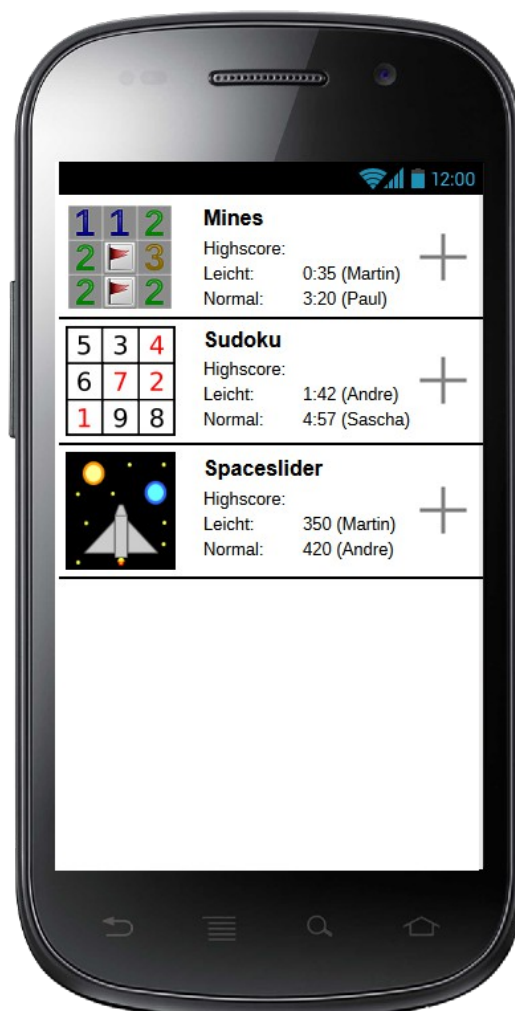 12:00
1 1 2
2 3
2 2
Mines
Highscore:
Leicht: 0:35 (Martin)
Normal: 3:20 (Paul)
5 3 4
6 7 2
1 9 8
Sudoku
Highscore:
Leicht: 1:42 (Andre)
Normal: 4:57 (Sascha)
Spaceslider
Highscore:
Leicht: 350 (Martin)
Normal: 420 (Andre)